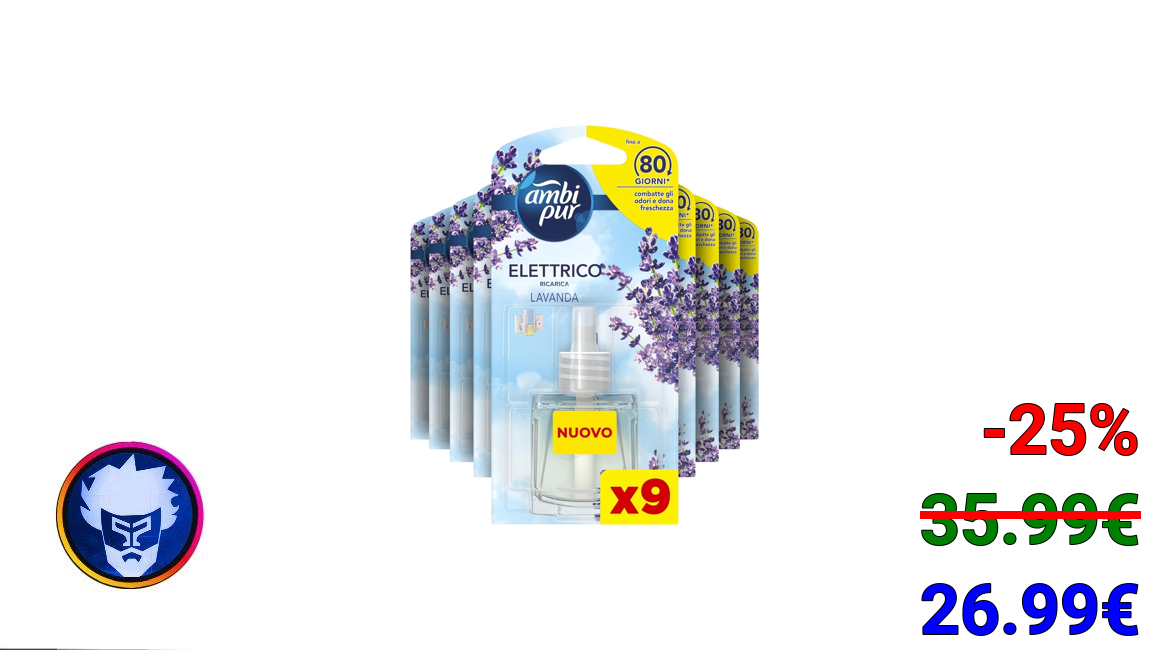 fine a
80
GIORNI*
combatte gli
odori e dona
freschezza
ambi
pur
ELETTRICO
RICARICA
LAVANDA
NUOVO
x9
-25%
35.99€
26.99€